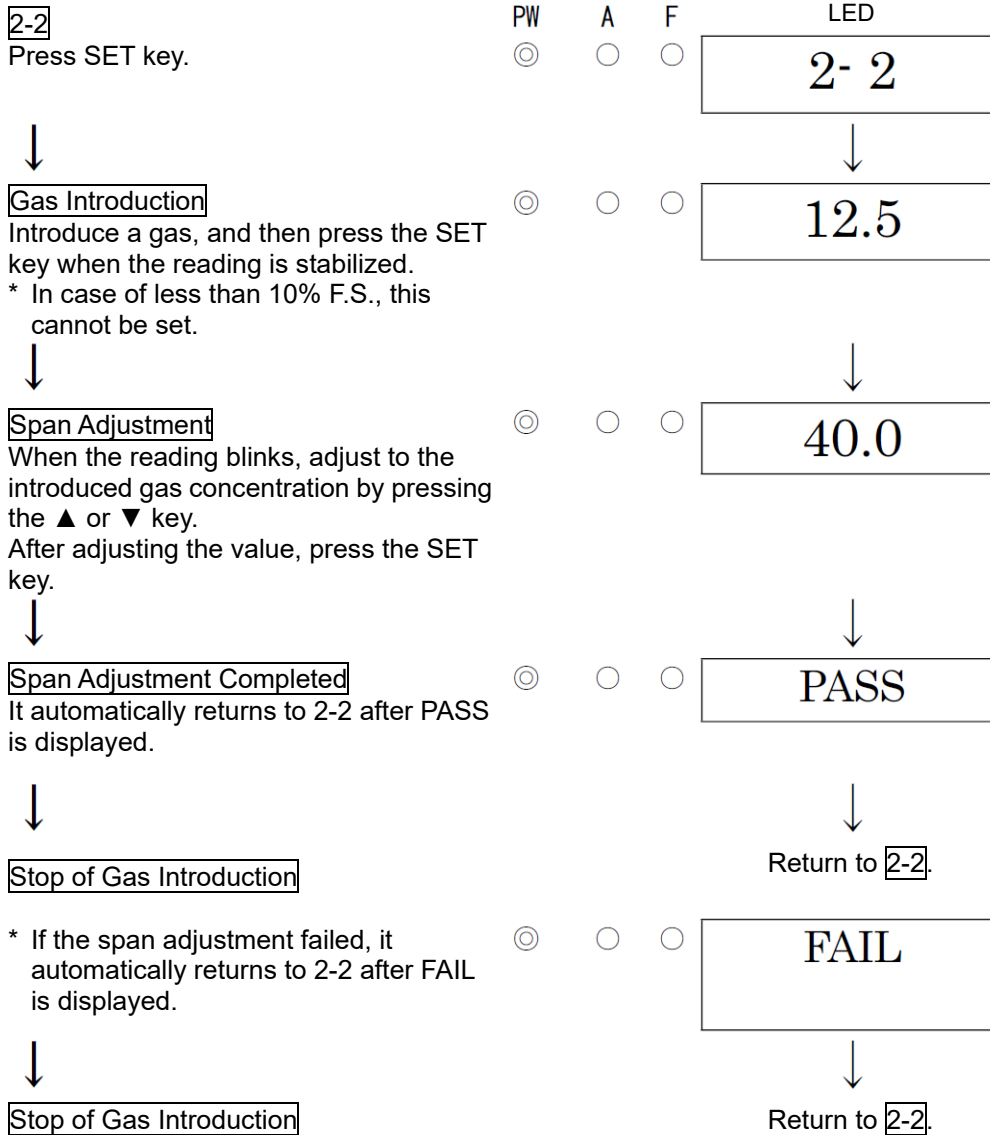 2-2
PW A F LED
Press SET key.
◎ ○ ○ 2- 2
↓ ↓
Gas Introduction
◎ ○ ○ 12.5
Introduce a gas, and then press the SET
key when the reading is stabilized.
* In case of less than 10% F.S., this
cannot be set.
↓ ↓
Span Adjustment
◎ ○ ○ 40.0
When the reading blinks, adjust to the
introduced gas concentration by pressing
the ▲ or ▼ key.
After adjusting the value, press the SET
key.
↓ ↓
Span Adjustment Completed
◎ ○ ○ PASS
It automatically returns to 2-2 after PASS
is displayed.
↓ ↓
Stop of Gas Introduction
Return to 2-2.
* If the span adjustment failed, it
automatically returns to 2-2 after FAIL
is displayed.
◎ ○ ○ FAIL
↓ ↓
Stop of Gas Introduction
Return to 2-2.